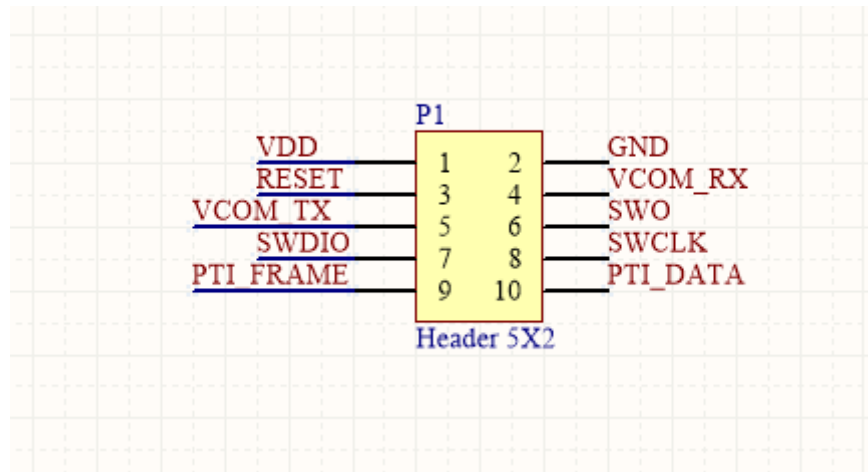 P1
VDD 1 2 GND
RESET 3 4 VCOM_RX
VCOM_TX 5 6 SWO
SWDIO 7 8 SWCLK
PTI_FRAME 9 10 PTI_DATA
Header 5X2